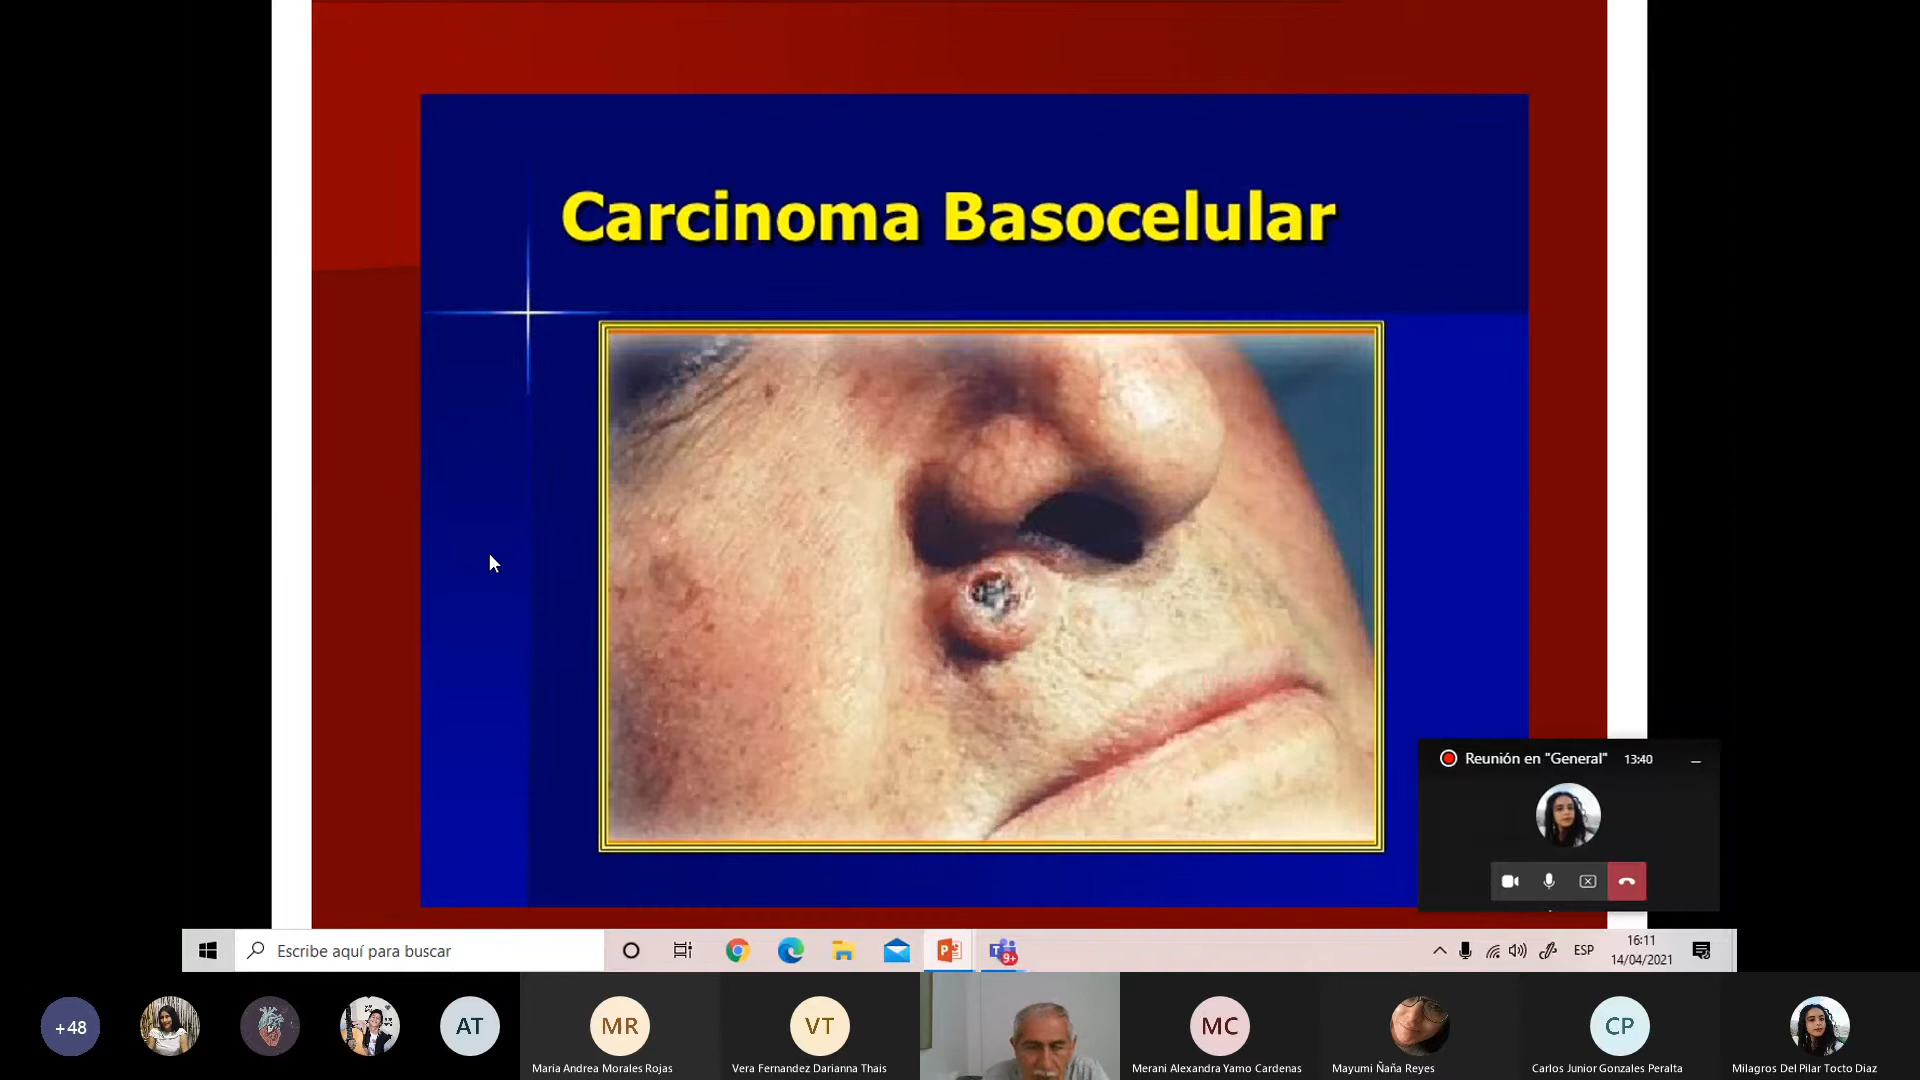 Carcinoma Basocelular
Reunión en "General" 13:40
Escribe aquí para buscar
9+
ESP
16:11
14/04/2021
+48
AT
MR
VT
MC
CP
Maria Andrea Morales Rojas
Vera Fernandez Darianna Thais
Merani Alexandra Yamo Cardenas
Mayumi Ñaña Reyes
Carlos Junior Gonzales Peralta
Milagros Del Pilar Tocto Diaz